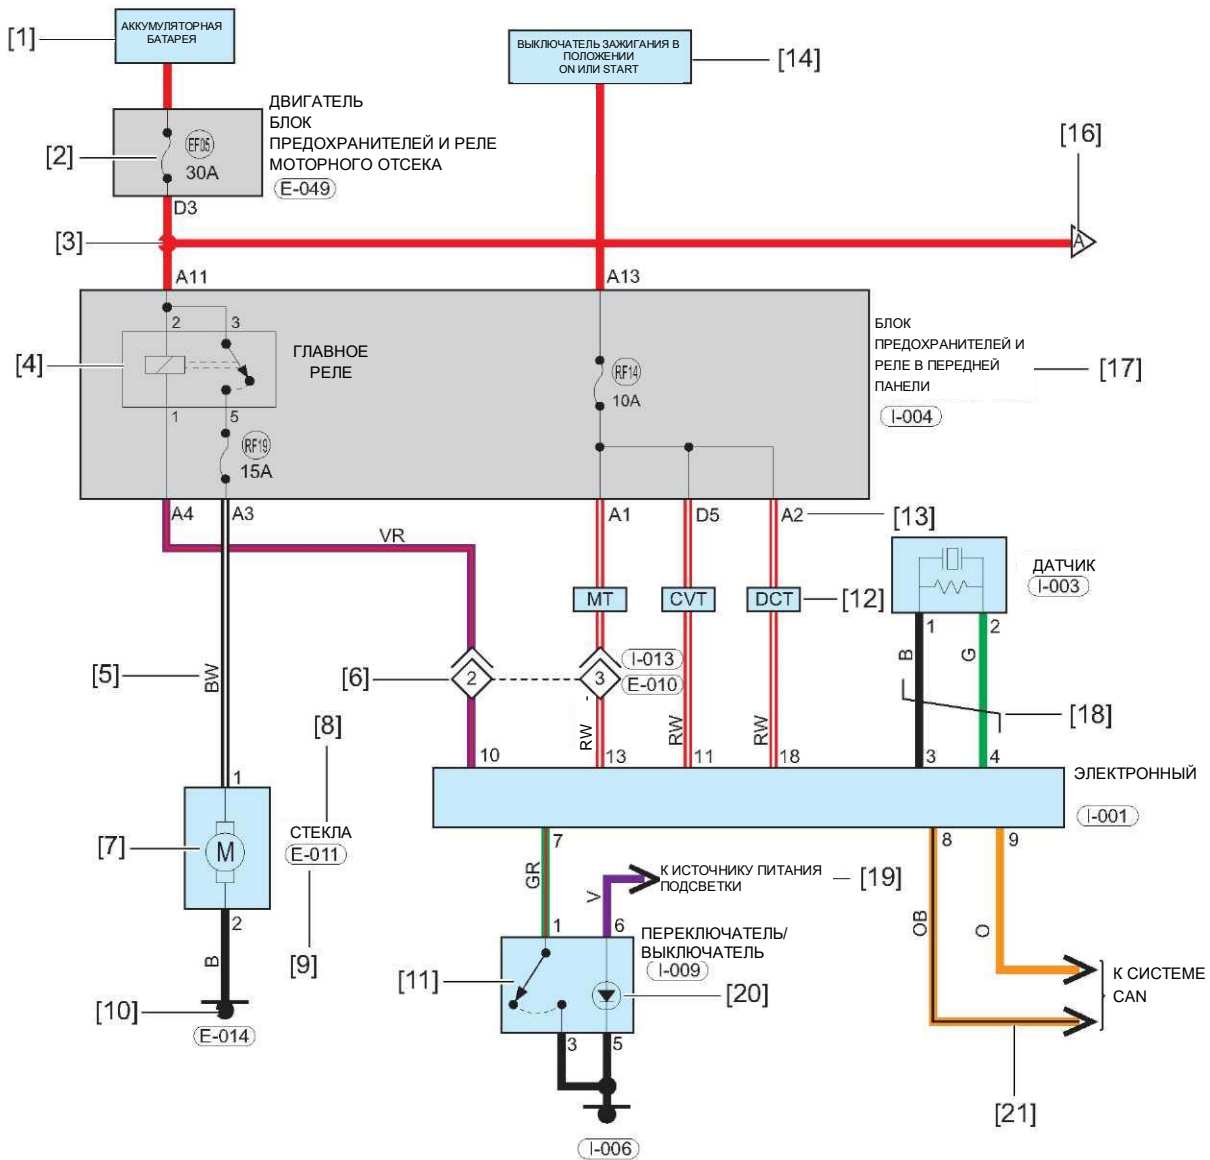 [1]
АККУМУЛЯТОРНАЯ
БАТАРЕЯ
ВЫКЛЮЧАТЕЛЬ ЗАЖИГАНИЯ В
ПОЛОЖЕНИИ
ON ИЛИ START
[14]
[2]
EF05
30A
ДВИГАТЕЛЬ
БЛОК
ПРЕДОХРАНИТЕЛЕЙ И РЕЛЕ
МОТОРНОГО ОТСЕКА
E-049
[16]
D3
[3]
A
A11
A13
2
3
[4]
ГЛАВНОЕ
РЕЛЕ
1
5
RF19
15A
RF14
10A
БЛОК
ПРЕДОХРАНИТЕЛЕЙ И
РЕЛЕ В ПЕРЕДНЕЙ
ПАНЕЛИ
I-004
[17]
A4
A3
VR
A1
D5
A2
[13]
ДАТЧИК
I-003
MT
CVT
DCT
[12]
1
2
B
G
[5]
BW
[6]
2
3
I-013
E-010
[18]
[8]
10
RW
13
RW
11
RW
18
3
4
ЭЛЕКТРОННЫЙ
I-001
1
[7]
M
СТЕКЛА
E-011
2
B
[9]
[10]
E-014
7
GR
8
9
V
К ИСТОЧНИКУ ПИТАНИЯ
ПОДСВЕТКИ
[19]
1
6
ПЕРЕКЛЮЧАТЕЛЬ/
ВЫКЛЮЧАТЕЛЬ
I-009
[11]
[20]
OB
O
К СИСТЕМЕ
CAN
3
5
[21]
I-006